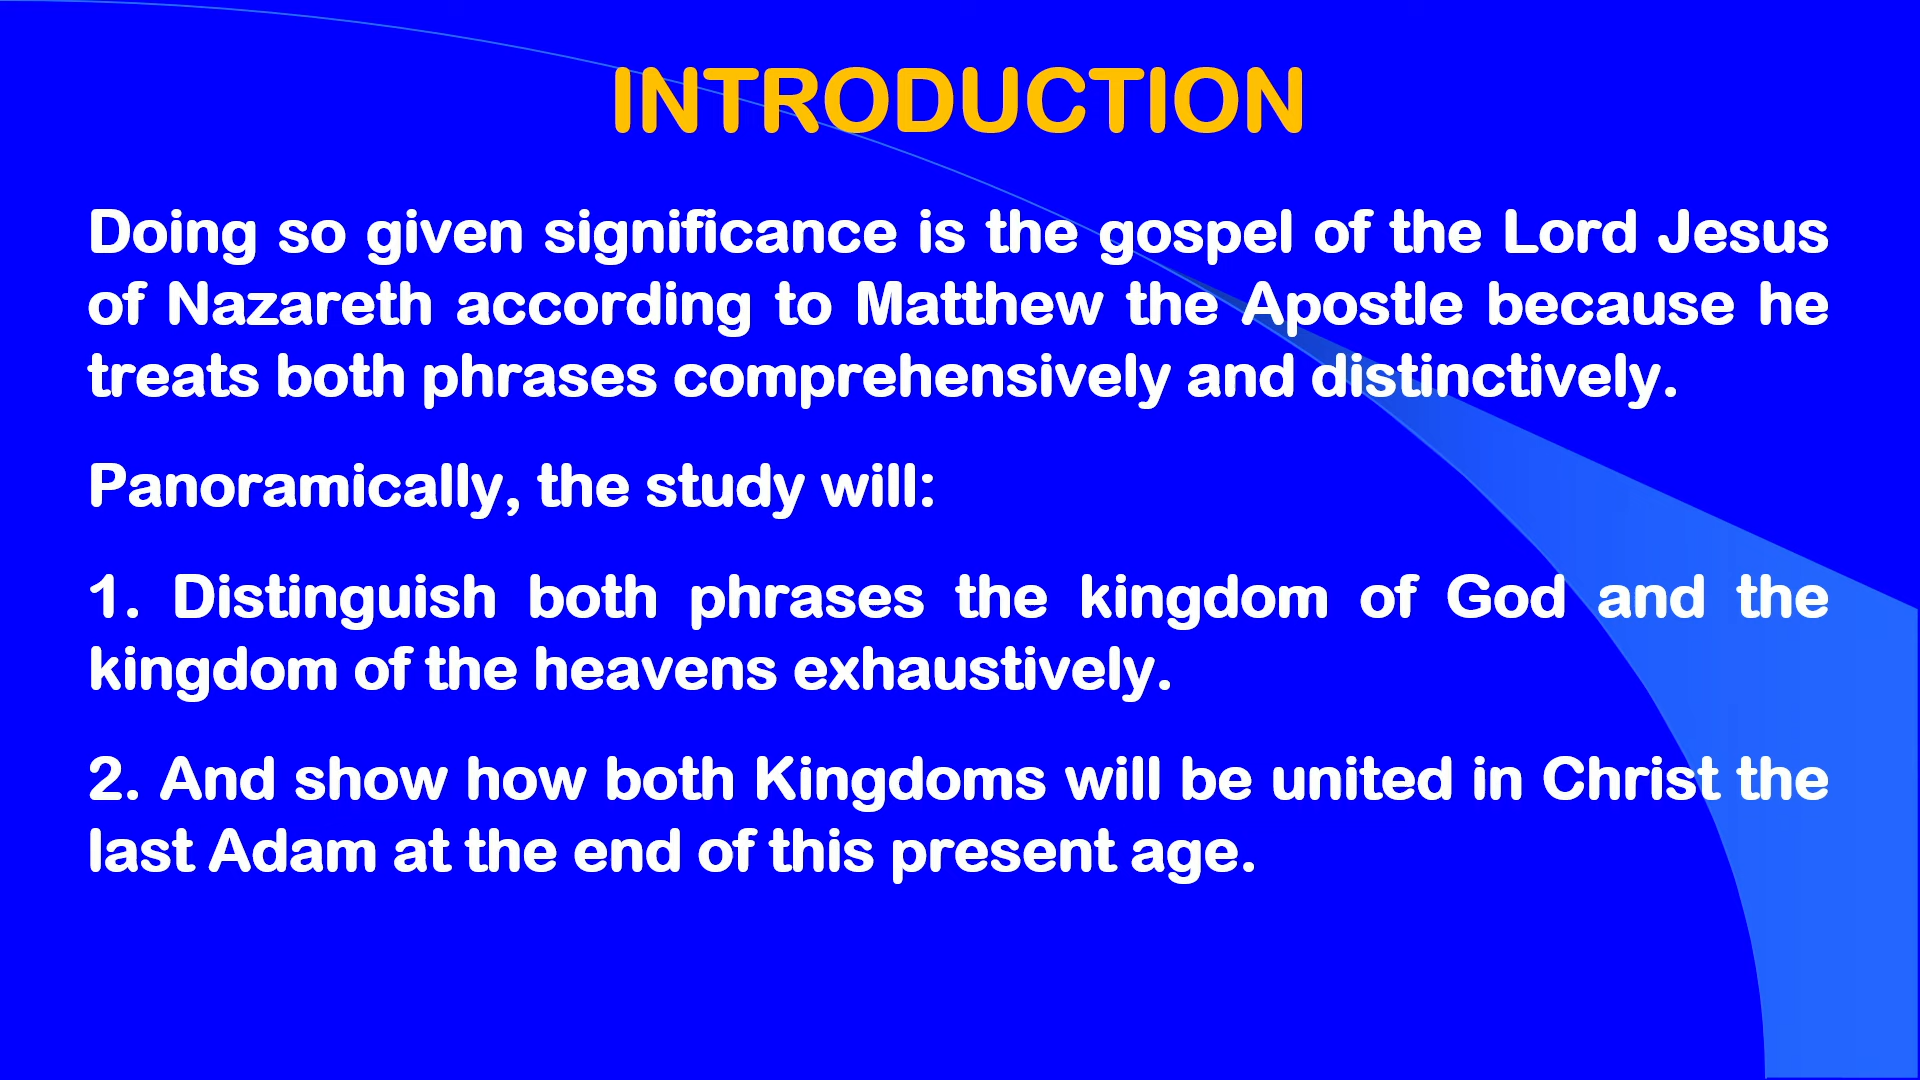 INTRODUCTION
Doing so given significance is the gospel of the Lord Jesus
of Nazareth according to Matthew the Apostle because he
treats both phrases comprehensively and distinctively.
Panoramically, the study will:
1. Distinguish both phrases the kingdom of God and the
kingdom of the heavens exhaustively.
2. And show how both Kingdoms will be united in Christ the
last Adam at the end of this present age.